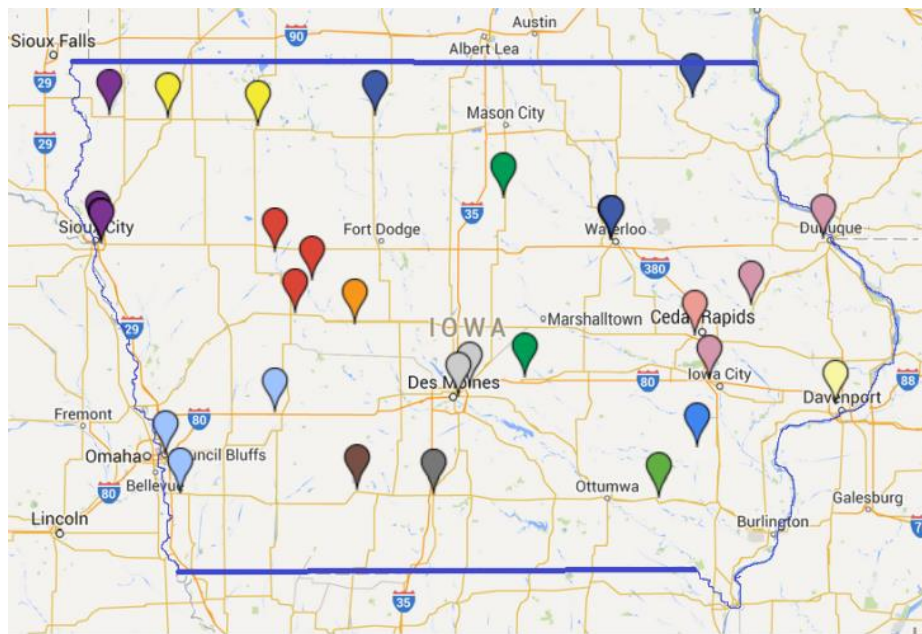 Austin
Sioux Falls
90
Albert Lea
29
Mason City
29
35
Sioux City
Fort Dodge
Waterloo
Dubuque
380
IOWA
Marshalltown
Cedar Rapids
29
Des Moines
80
Iowa City
88
Fremont
80
Davenport
Omaha
Council Bluffs
Bellevue
80
Ottumwa
Galesburg
Lincoln
Burlington
35